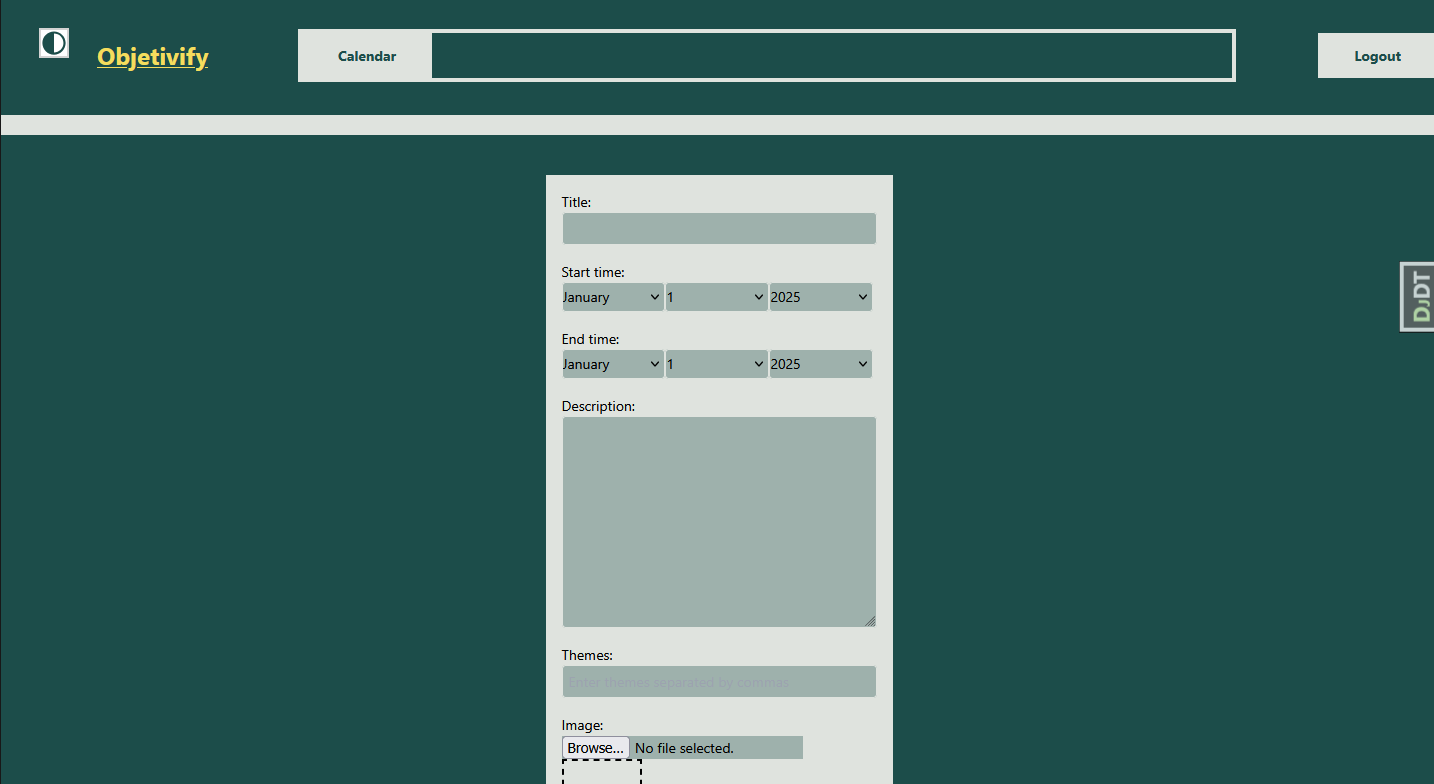 Objetivify
Calendar
Logout
Title:
Start time:
January 1 2025
End time:
January 1 2025
Description:
Themes:
Enter themes separated by commas
Image:
Browse... No file selected.
DJDT